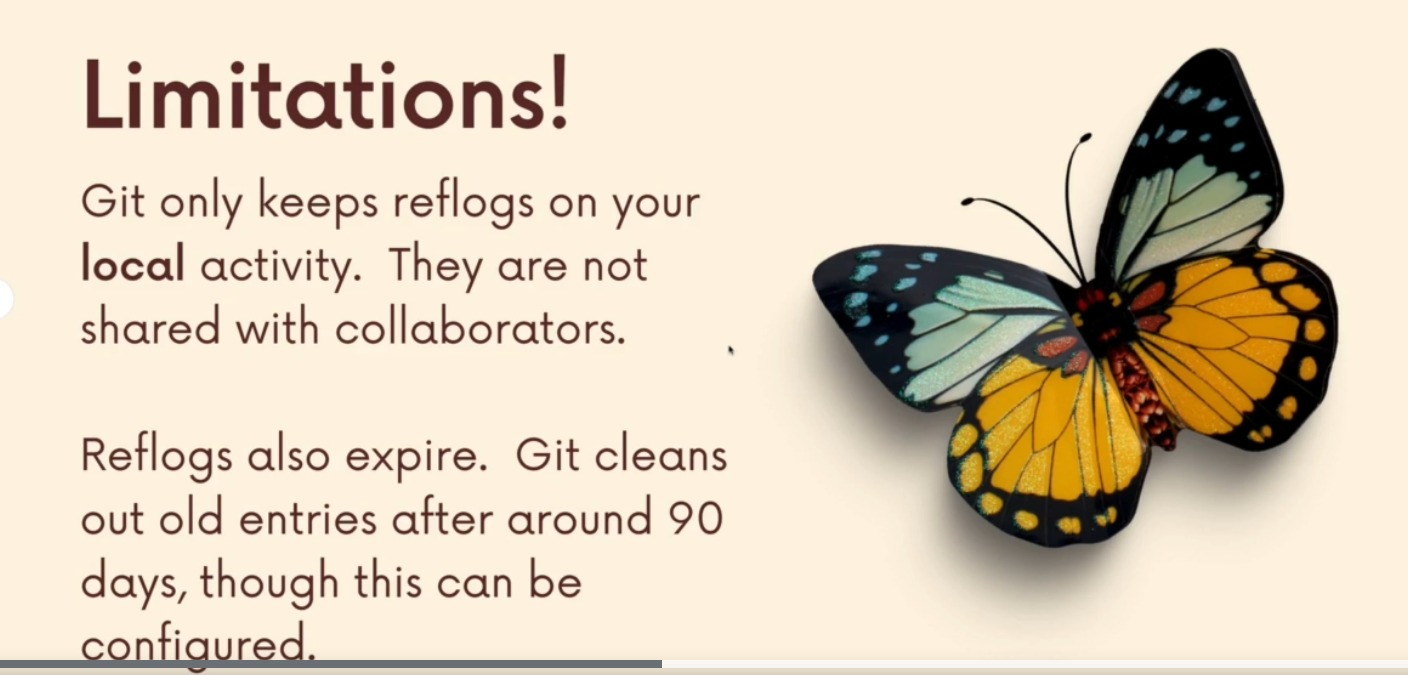 Limitations!
Git only keeps reflogs on your
local activity.  They are not
shared with collaborators.
Reflogs also expire.  Git cleans
out old entries after around 90
days, though this can be
configured.